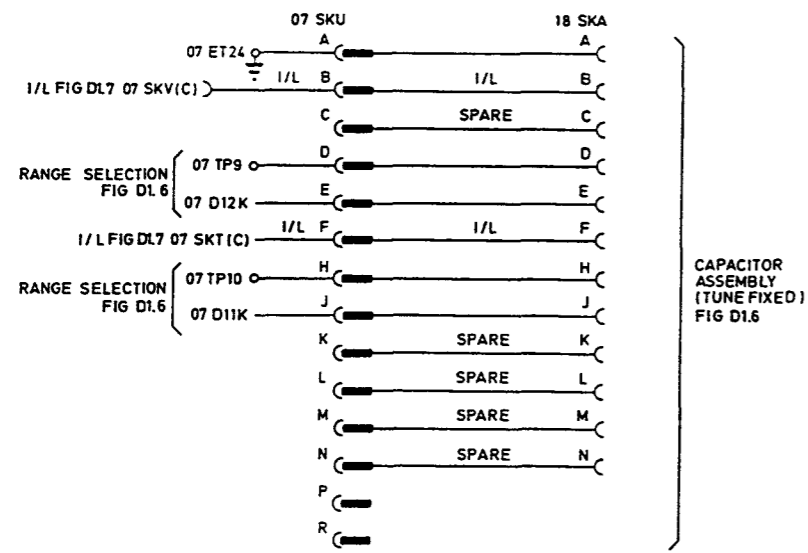 07 SKU 18 SKA
07 ET24 A A
I/L FIG D1.7 07 SKV(C) I/L B I/L B
C SPARE C
RANGE SELECTION
FIG D1.6
07 TP9 D D
07 D12K E E
I/L FIG D1.7 07 SKT(C) I/L F I/L F
RANGE SELECTION
FIG D1.6
07 TP10 H H
07 D11K J J
K SPARE K
L SPARE L
M SPARE M
N SPARE N
P
R
CAPACITOR
ASSEMBLY
(TUNE FIXED)
FIG D1.6